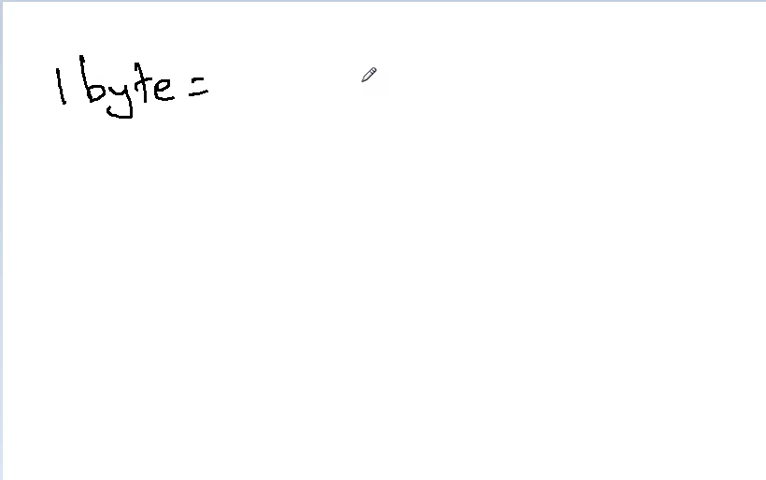 1 byte =